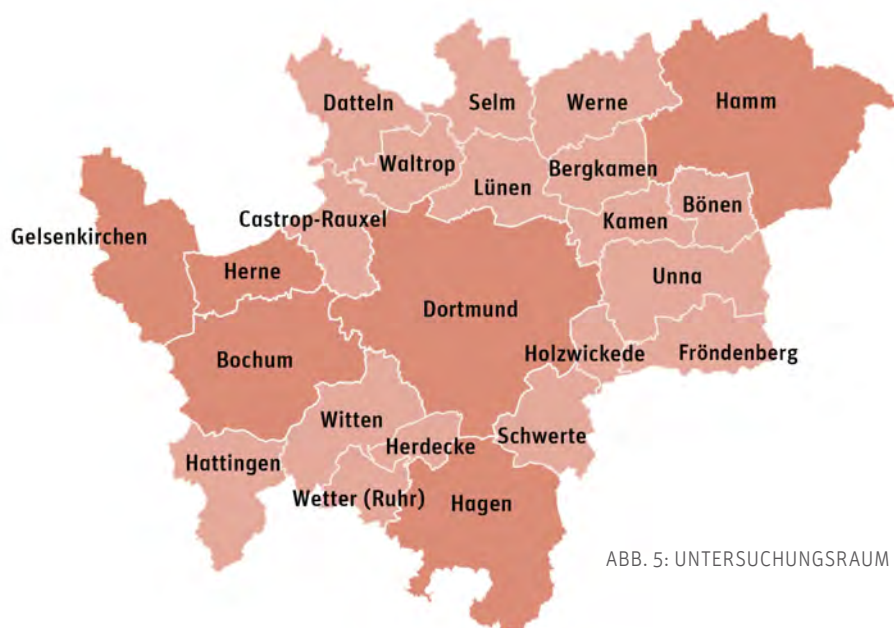 Datteln
Selm
Werne
Hamm
Waltrop
Lünen
Bergkamen
Castrop-Rauxel
Kamen
Bönen
Gelsenkirchen
Herne
Unna
Dortmund
Bochum
Holzwickede
Fröndenberg
Witten
Herdecke
Schwerte
Hattingen
Wetter (Ruhr)
Hagen
ABB. 5: UNTERSUCHUNGSRAUM